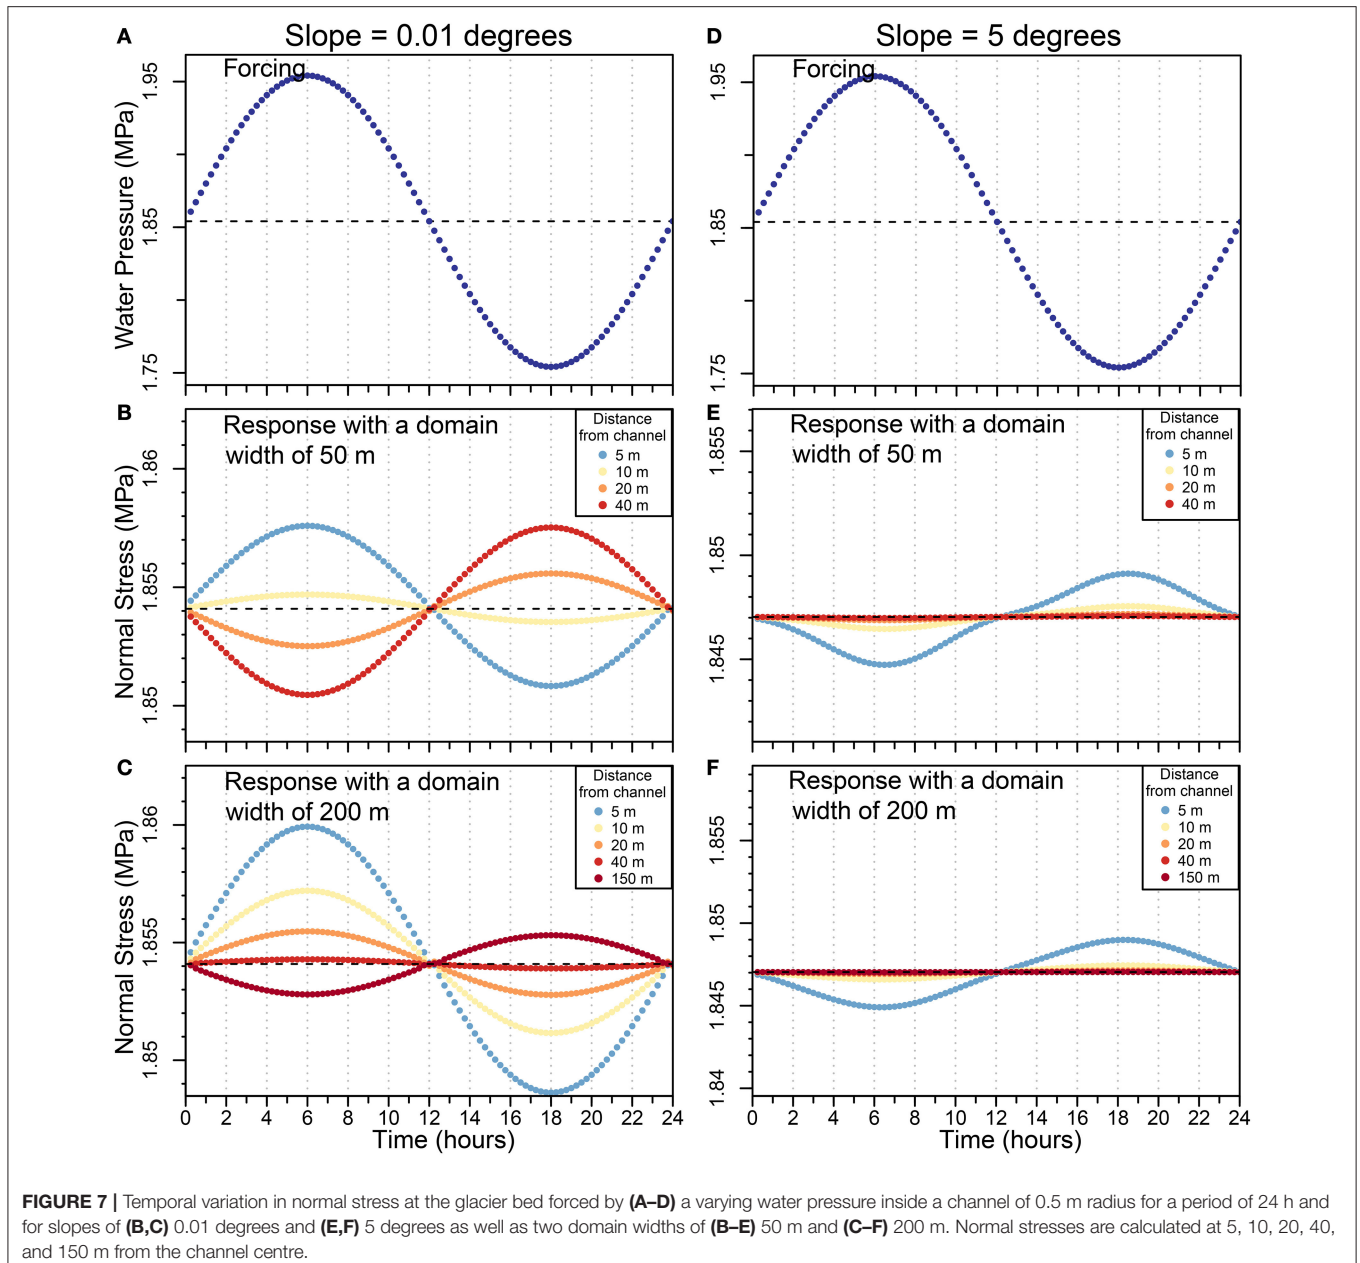 A
Slope = 0.01 degrees
Forcing
Water Pressure (MPa)
1.95
1.85
1.75
D
Slope = 5 degrees
Forcing
1.95
1.85
1.75
B
Response with a domain
width of 50 m
Distance
from channel
5 m
10 m
20 m
40 m
Normal Stress (MPa)
1.86
1.855
1.85
E
Response with a domain
width of 50 m
Distance
from channel
5 m
10 m
20 m
40 m
1.855
1.85
1.845
C
Response with a domain
width of 200 m
Distance
from channel
5 m
10 m
20 m
40 m
150 m
Normal Stress (MPa)
1.86
1.855
1.85
0 2 4 6 8 10 12 14 16 18 20 22 24
Time (hours)
F
Response with a domain
width of 200 m
Distance
from channel
5 m
10 m
20 m
40 m
150 m
1.855
1.85
1.845
1.84
0 2 4 6 8 10 12 14 16 18 20 22 24
Time (hours)
FIGURE 7 | Temporal variation in normal stress at the glacier bed forced by (A–D) a varying water pressure inside a channel of 0.5 m radius for a period of 24 h and
for slopes of (B,C) 0.01 degrees and (E,F) 5 degrees as well as two domain widths of (B–E) 50 m and (C–F) 200 m. Normal stresses are calculated at 5, 10, 20, 40,
and 150 m from the channel centre.